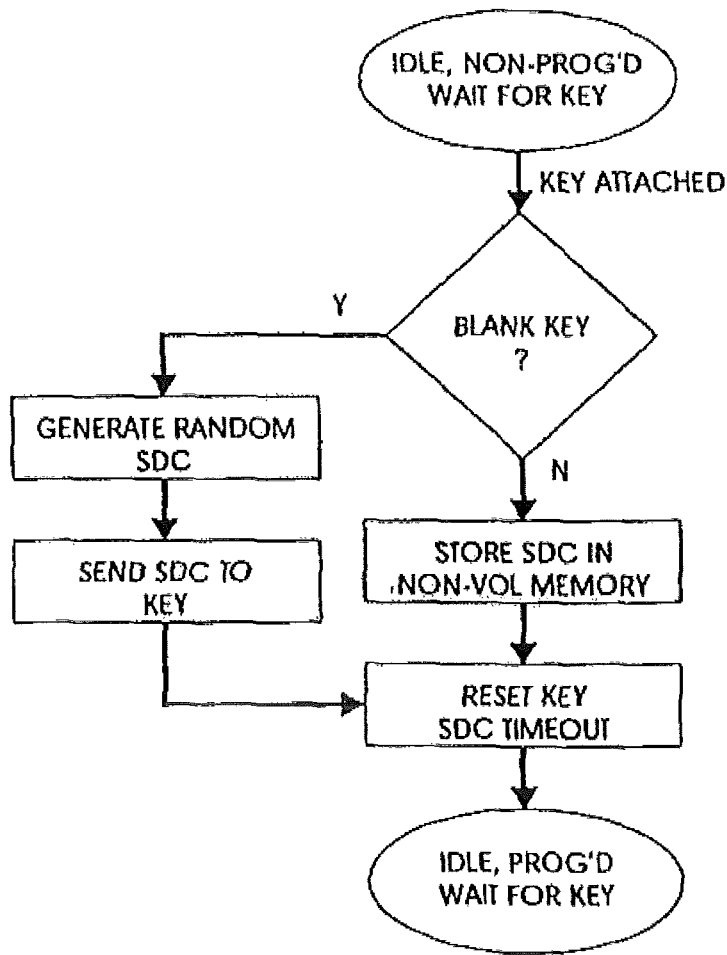 IDLE, NON-PROG'D
WAIT FOR KEY
KEY ATTACHED
BLANK KEY
?
Y
GENERATE RANDOM
SDC
SEND SDC TO
KEY
N
STORE SDC IN
NON-VOL MEMORY
RESET KEY
SDC TIMEOUT
IDLE, PROG'D
WAIT FOR KEY